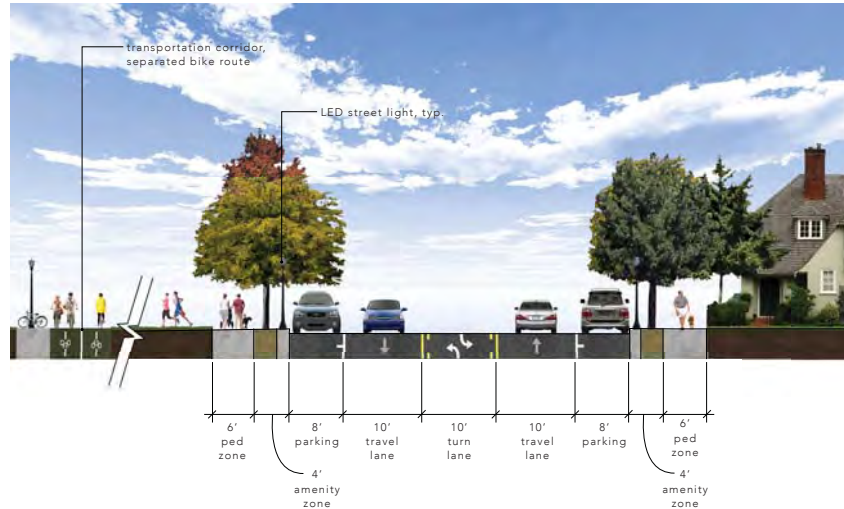 transportation corridor,
separated bike route
LED street light, typ.
6'
ped
zone
8'
parking
10'
travel
lane
10'
turn
lane
10'
travel
lane
8'
parking
6'
ped
zone
4'
amenity
zone
4'
amenity
zone